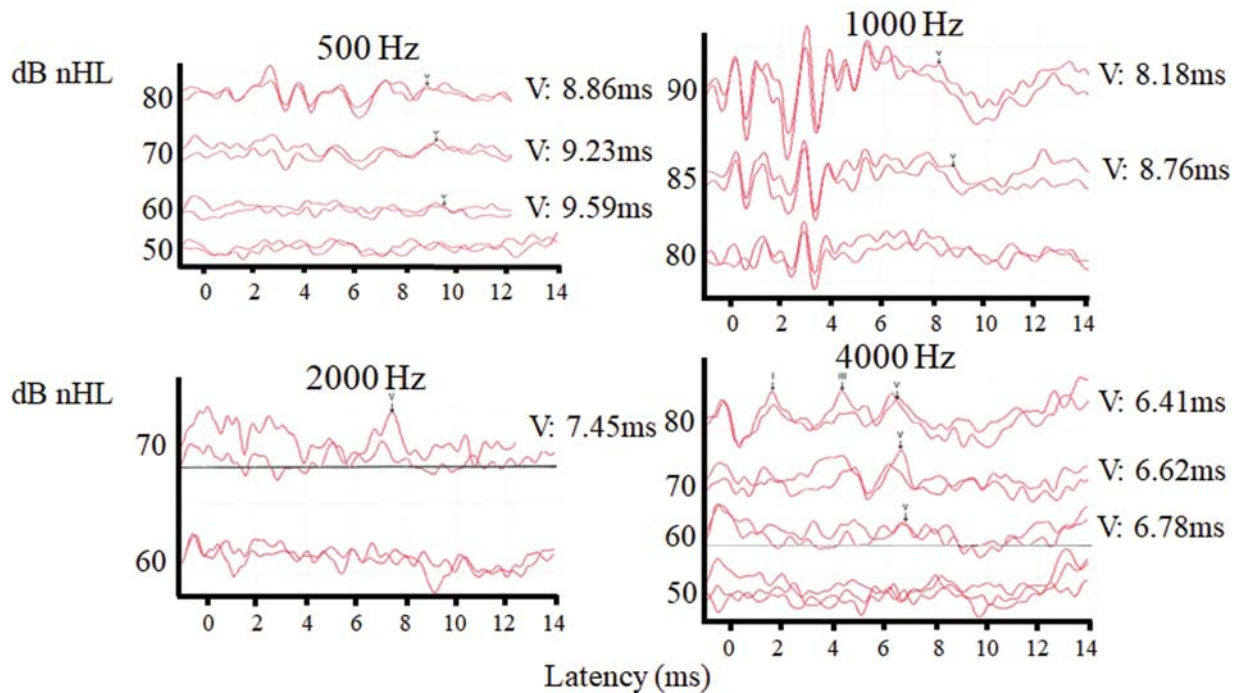 500 Hz
dB nHL
80
V: 8.86ms
70
V: 9.23ms
60
V: 9.59ms
50
0 2 4 6 8 10 12 14
1000 Hz
90
V: 8.18ms
85
V: 8.76ms
80
0 2 4 6 8 10 12 14
dB nHL
2000 Hz
V
70
V: 7.45ms
60
0 2 4 6 8 10 12 14
4000 Hz
I III V
80
V: 6.41ms
V
70
V: 6.62ms
V
60
V: 6.78ms
50
0 2 4 6 8 10 12 14
Latency (ms)